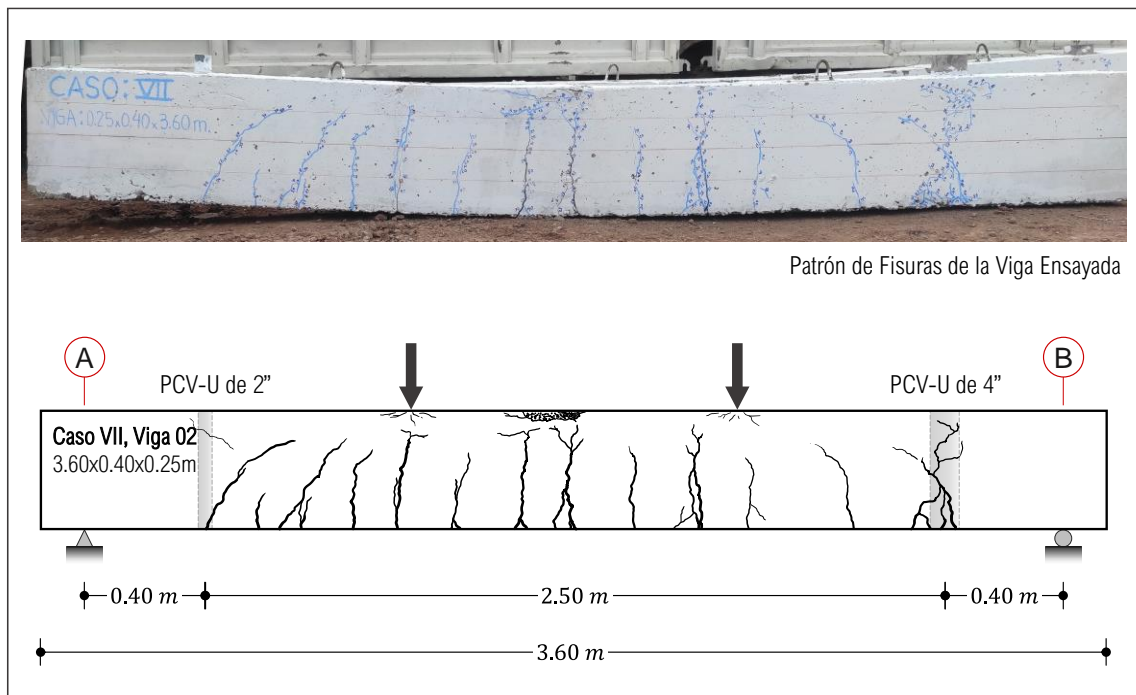 CASO: VII
VIGA: 0.25x0.40x3.60m.
Patrón de Fisuras de la Viga Ensayada
A
B
PCV-U de 2”
PCV-U de 4”
Caso VII, Viga 02
3.60x0.40x0.25m
0.40 m
2.50 m
0.40 m
3.60 m